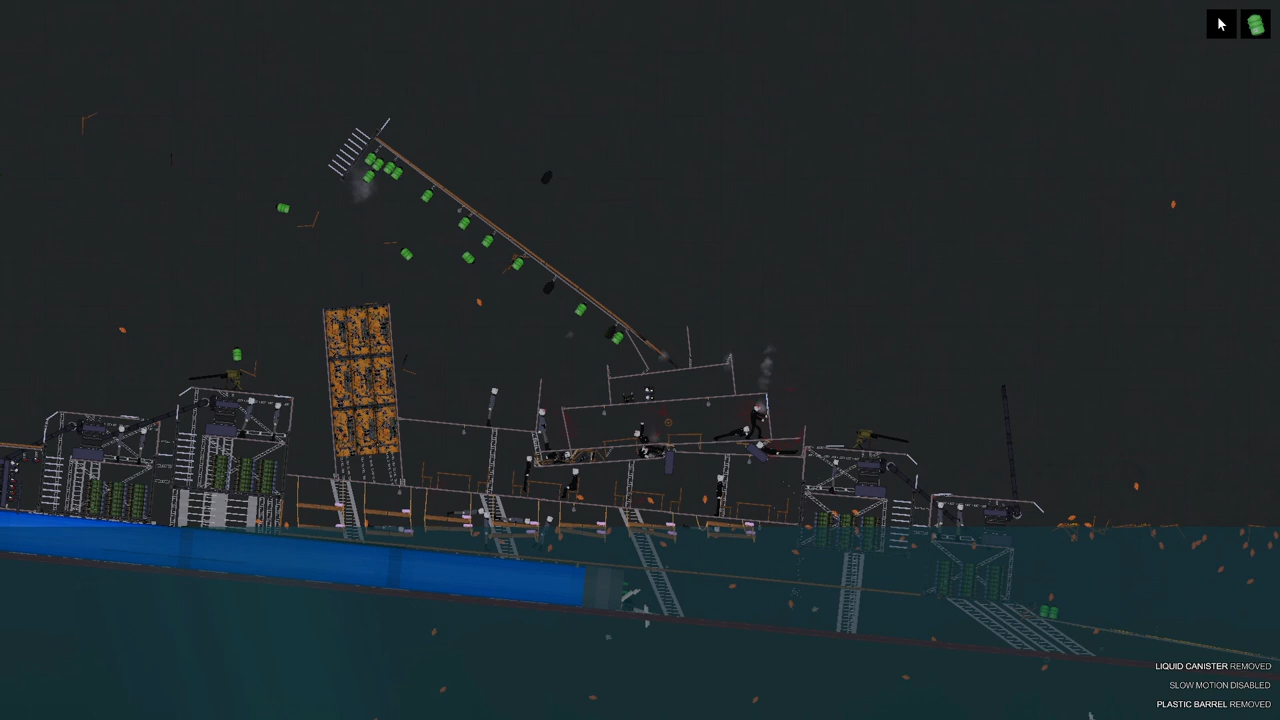 LIQUID CANISTER REMOVED
SLOW MOTION DISABLED
PLASTIC BARREL REMOVED